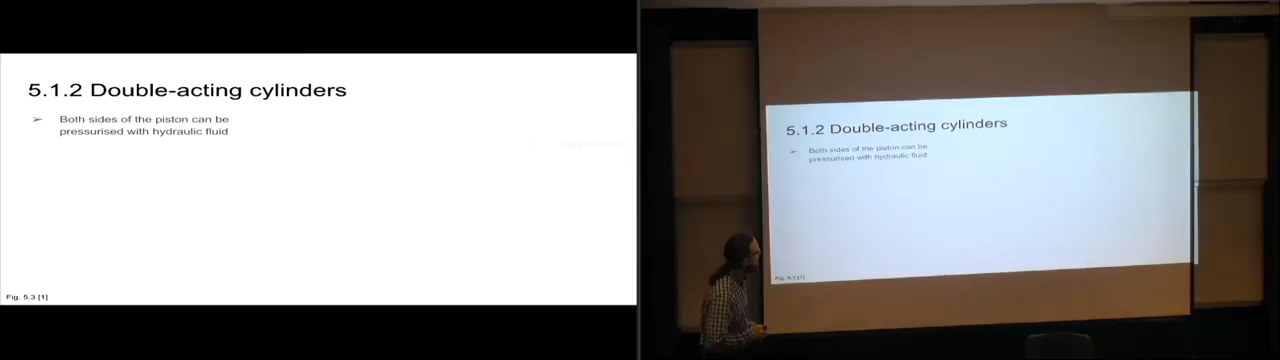 5.1.2 Double-acting cylinders
➢ Both sides of the piston can be
pressurised with hydraulic fluid
Fig. 5.3 [1]
5.1.2 Double-acting cylinders
➢ Both sides of the piston can be
pressurised with hydraulic fluid
Fig. 5.3 [1]